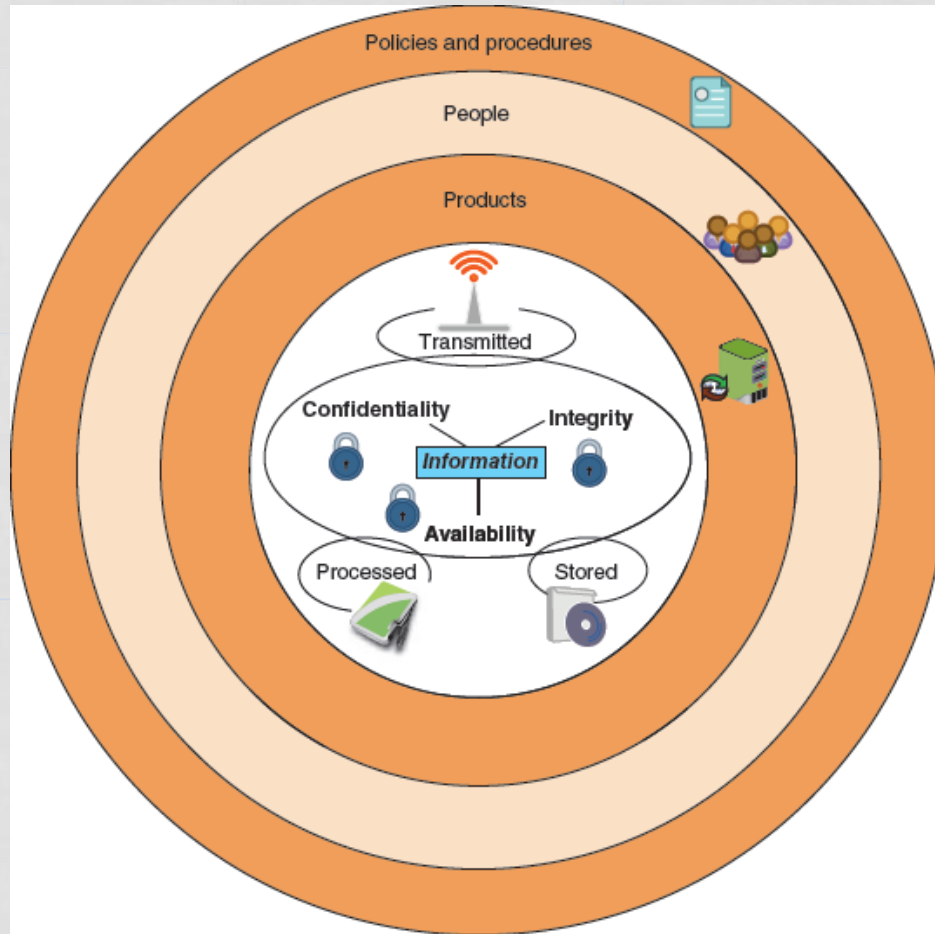 Policies and procedures
People
Products
Transmitted
Confidentiality
Integrity
Information
Availability
Processed
Stored